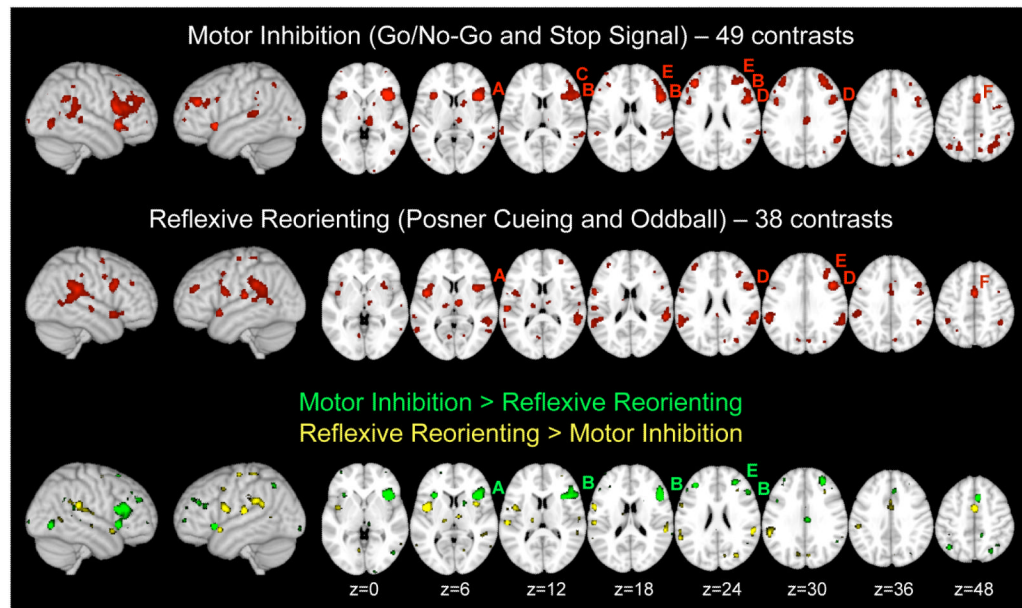 Motor Inhibition (Go/No-Go and Stop Signal) – 49 contrasts
A
C
B
E
B
E
B
D
D
F
Reflexive Reorienting (Posner Cueing and Oddball) – 38 contrasts
A
D
E
D
F
Motor Inhibition > Reflexive Reorienting
Reflexive Reorienting > Motor Inhibition
A
B
B
E
B
z=0 z=6 z=12 z=18 z=24 z=30 z=36 z=48